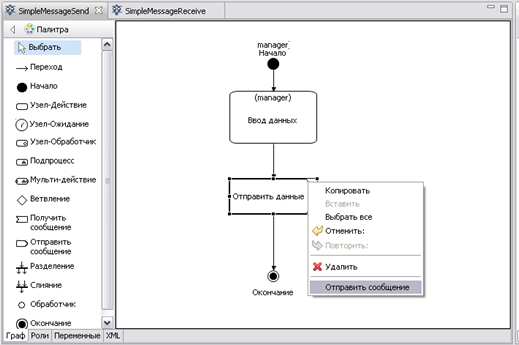 SimpleMessageSend
SimpleMessageReceive
Палитра
Выбрать
Переход
Начало
Узел-Действие
Узел-Ожидание
Узел-Обработчик
Подпроцесс
Мульти-действие
Ветвление
Получить
сообщение
Отправить
сообщение
Разделение
Слияние
Обработчик
Окончание
manager
Начало
(manager)
Ввод данных
Отправить данные
Окончание
Копировать
Вставить
Выбрать все
Отменить:
Повторить:
Удалить
Отправить сообщение
Граф Роли Переменные XML